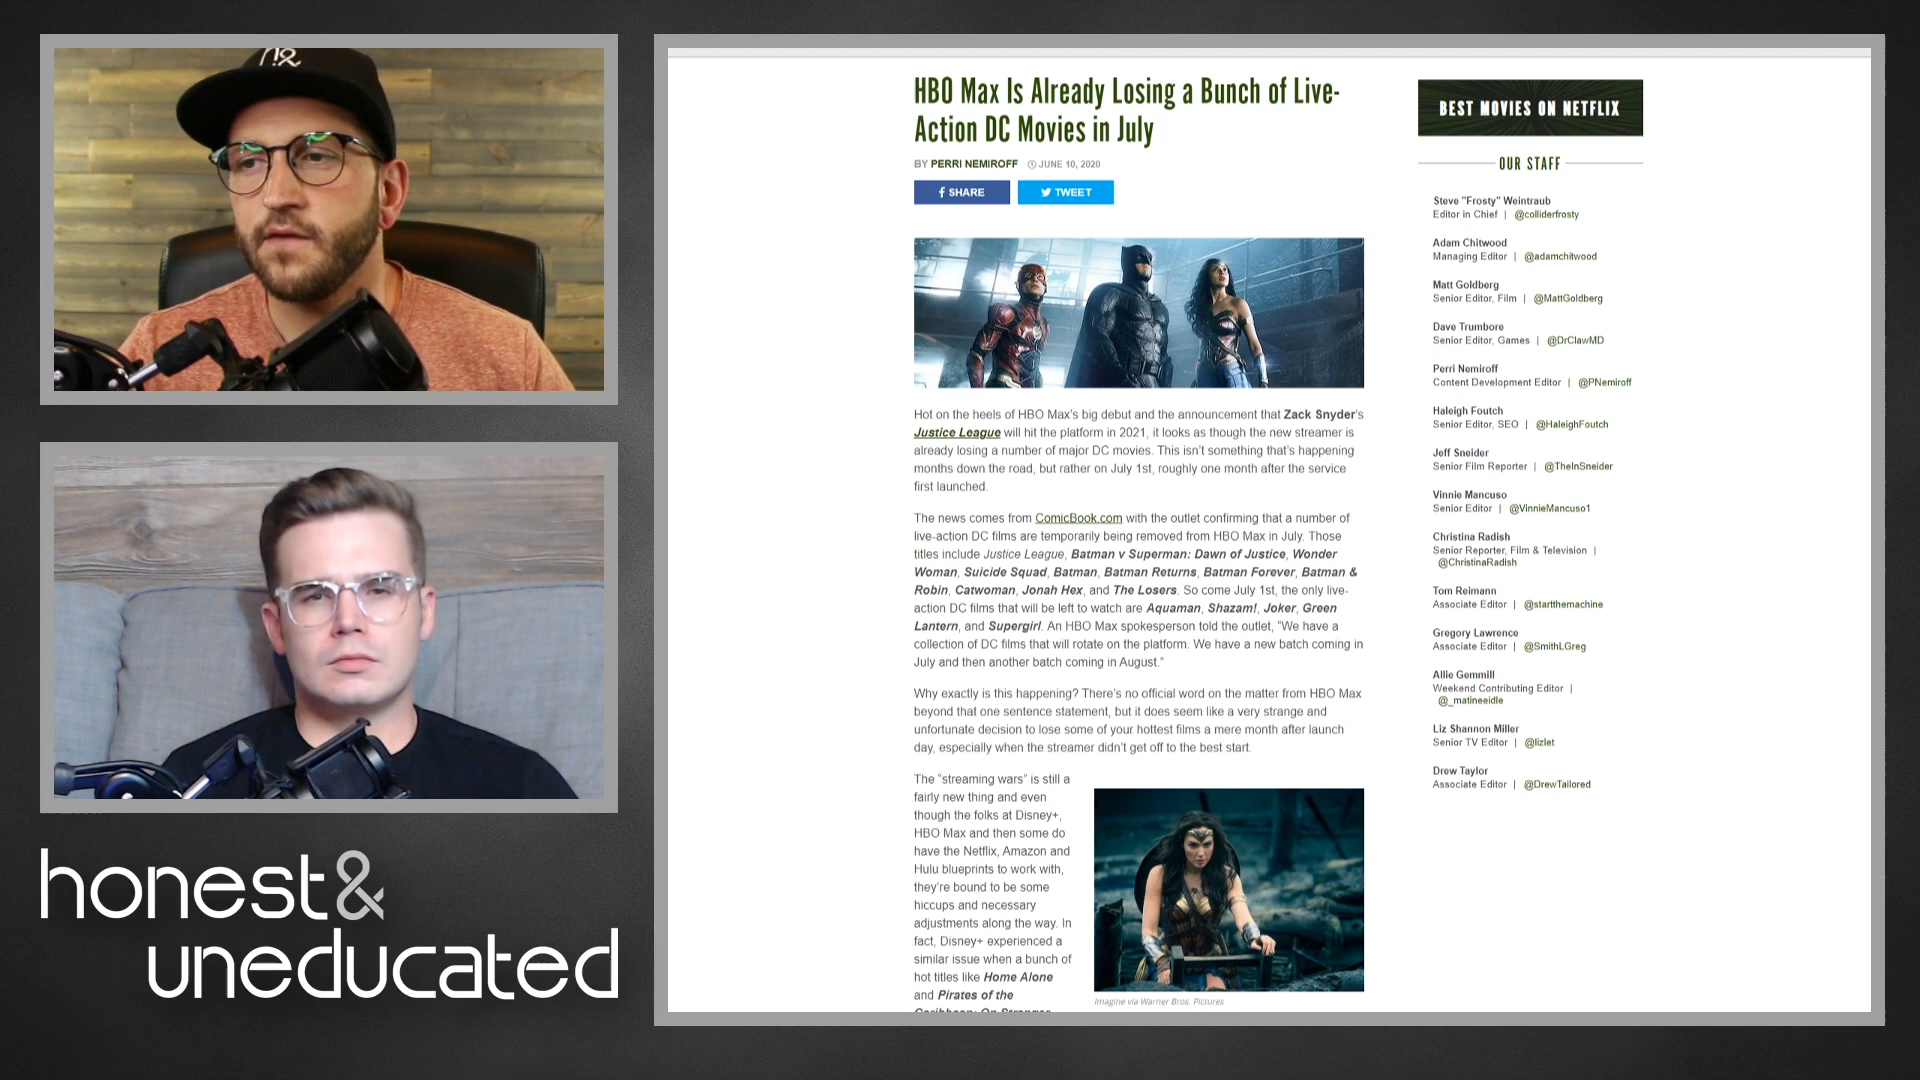 honest&
uneducated
HBO Max Is Already Losing a Bunch of Live-
Action DC Movies in July
BY PERRI NEMIROFF JUNE 10, 2020
SHARE
TWEET
Hot on the heels of HBO Max's big debut and the announcement that Zack Snyder's
Justice League will hit the platform in 2021, it looks as though the new streamer is
already losing a number of major DC movies. This isn't something that's happening
months down the road, but rather on July 1st, roughly one month after the service
first launched.
The news comes from ComicBook.com with the outlet confirming that a number of
live-action DC films are temporarily being removed from HBO Max in July. Those
titles include Justice League, Batman v Superman: Dawn of Justice, Wonder
Woman, Suicide Squad, Batman, Batman Returns, Batman Forever, Batman &
Robin, Catwoman, Jonah Hex, and The Losers. So come July 1st, the only live-
action DC films that will be left to watch are Aquaman, Shazam!, Joker, Green
Lantern, and Supergirl. An HBO Max spokesperson told the outlet, "We have a
collection of DC films that will rotate on the platform. We have a new batch coming in
July and then another batch coming in August."
Why exactly is this happening? There's no official word on the matter from HBO Max
beyond that one sentence statement, but it does seem like a very strange and
unfortunate decision to lose some of your hottest films a mere month after launch
day, especially when the streamer didn't get off to the best start.
The "streaming wars" is still a
fairly new thing and even
though the folks at Disney+,
HBO Max and then some do
have the Netflix, Amazon and
Hulu blueprints to work with,
they're bound to be some
hiccups and necessary
adjustments along the way. In
fact, Disney+ experienced a
similar issue when a bunch of
hot titles like Home Alone
and Pirates of the
Imagine via Warner Bros. Pictures
BEST MOVIES ON NETFLIX
OUR STAFF
Steve "Frosty" Weintraub
Editor in Chief | @colliderfrosty
Adam Chitwood
Managing Editor | @adamchitwood
Matt Goldberg
Senior Editor, Film | @MattGoldberg
Dave Trumbore
Senior Editor, Games | @DrClawMD
Perri Nemiroff
Content Development Editor | @PNemiroff
Haleigh Foutch
Senior Editor, SEO | @HaleighFoutch
Jeff Sneider
Senior Film Reporter | @TheInSneider
Vinnie Mancuso
Senior Editor | @VinnieMancuso1
Christina Radish
Senior Reporter, Film & Television |
@ChristinaRadish
Tom Reimann
Associate Editor | @startthemachine
Gregory Lawrence
Associate Editor | @SmithLGreg
Allie Gemmill
Weekend Contributing Editor |
@_matineeidle
Liz Shannon Miller
Senior TV Editor | @lizlet
Drew Taylor
Associate Editor | @DrewTailored